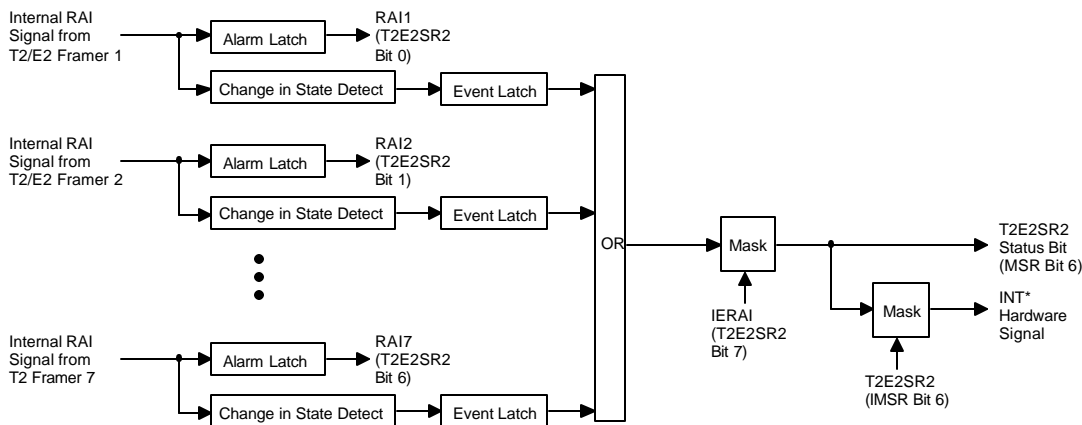 Internal RAI
Signal from
T2/E2 Framer 1
Alarm Latch
RAI1
(T2E2SR2
Bit 0)
Change in State Detect
Event Latch
Internal RAI
Signal from
T2/E2 Framer 2
Alarm Latch
RAI2
(T2E2SR2
Bit 1)
Change in State Detect
Event Latch
OR
Mask
T2E2SR2
Status Bit
(MSR Bit 6)
IERAI
(T2E2SR2
Bit 7)
Mask
INT*
Hardware
Signal
T2E2SR2
(IMSR Bit 6)
Internal RAI
Signal from
T2 Framer 7
Alarm Latch
RAI7
(T2E2SR2
Bit 6)
Change in State Detect
Event Latch